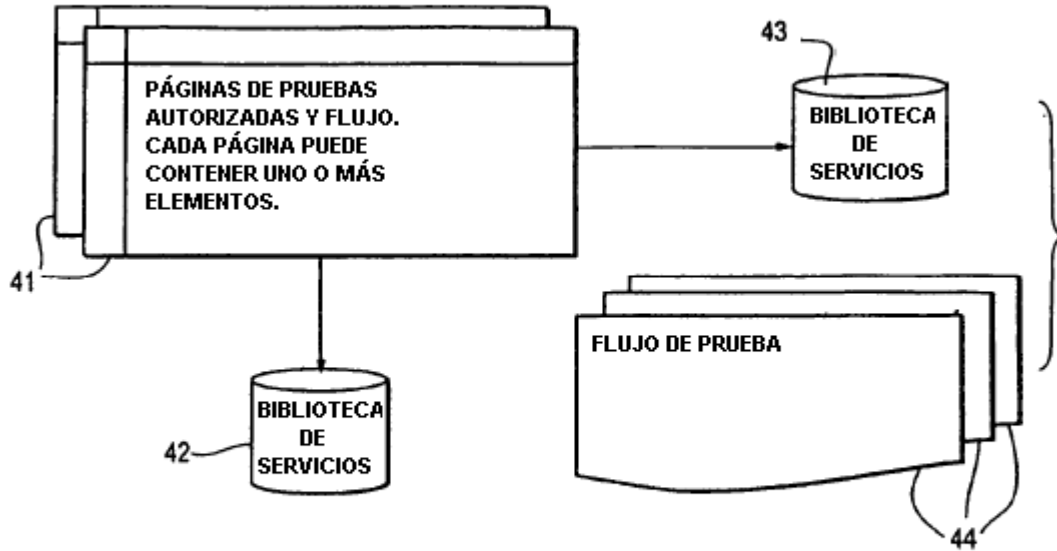 PÁGINAS DE PRUEBAS
AUTORIZADAS Y FLUJO.
CADA PÁGINA PUEDE
CONTENER UNO O MÁS
ELEMENTOS.
41
43
BIBLIOTECA
DE
SERVICIOS
42
BIBLIOTECA
DE
SERVICIOS
FLUJO DE PRUEBA
44